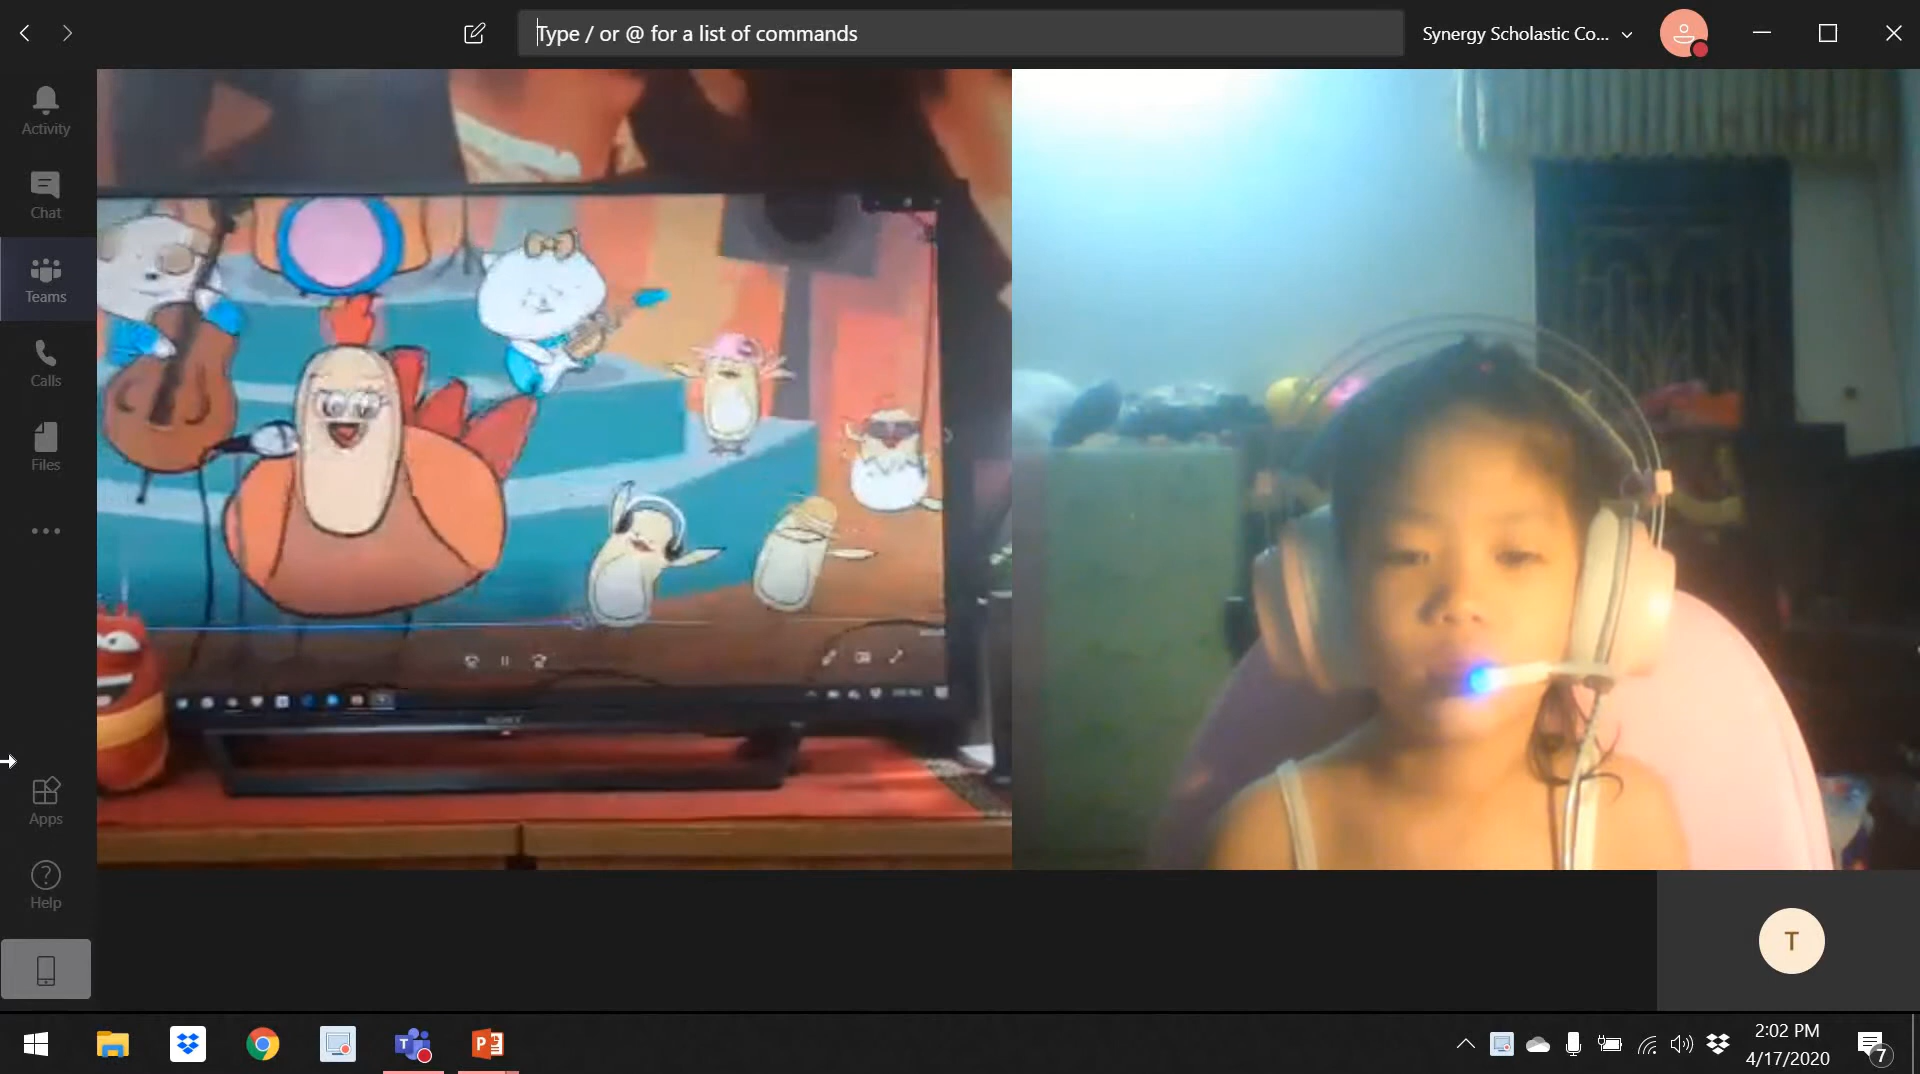 Type / or @ for a list of commands
Synergy Scholastic Co...
Activity
Chat
Teams
Calls
Files
Apps
Help
T
SONY
2:02 PM
4/17/2020
7